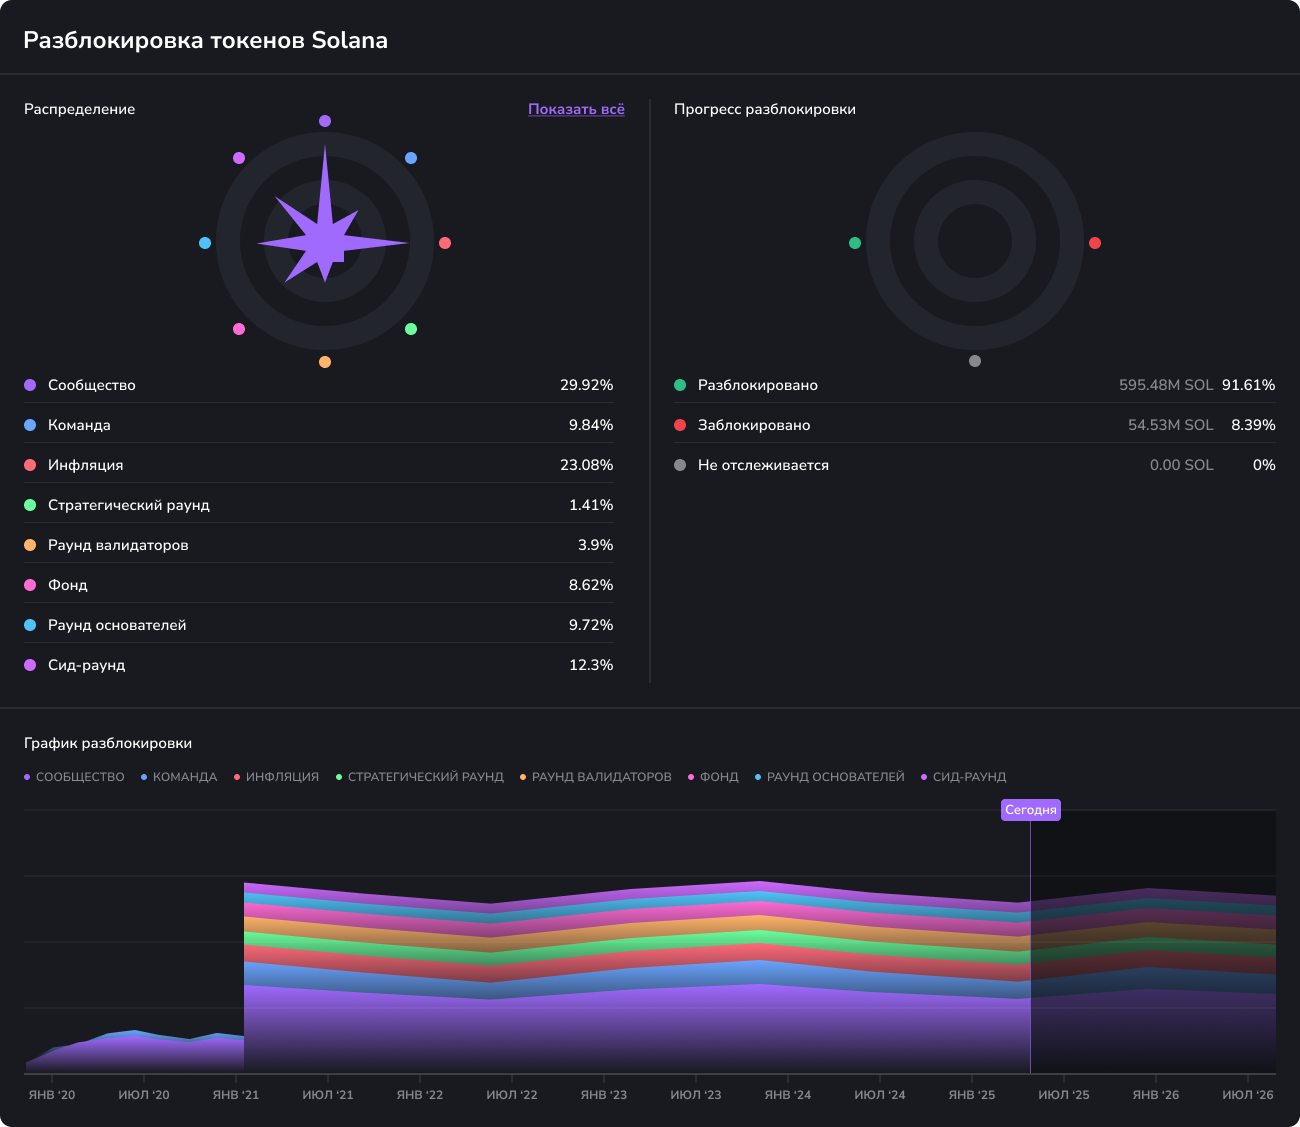 Разблокировка токенов Solana
Распределение
Показать всё
Сообщество 29.92%
Команда 9.84%
Инфляция 23.08%
Стратегический раунд 1.41%
Раунд валидаторов 3.9%
Фонд 8.62%
Раунд основателей 9.72%
Сид-раунд 12.3%
Прогресс разблокировки
Разблокировано 595.48M SOL 91.61%
Заблокировано 54.53M SOL 8.39%
Не отслеживается 0.00 SOL 0%
График разблокировки
СООБЩЕСТВО КОМАНДА ИНФЛЯЦИЯ СТРАТЕГИЧЕСКИЙ РАУНД РАУНД ВАЛИДАТОРОВ ФОНД РАУНД ОСНОВАТЕЛЕЙ СИД-РАУНД
Сегодня
ЯНВ ‘20 ИЮЛ ‘20 ЯНВ ‘21 ИЮЛ ‘21 ЯНВ ‘22 ИЮЛ ‘22 ЯНВ ‘23 ИЮЛ ‘23 ЯНВ ‘24 ИЮЛ ‘24 ЯНВ ‘25 ИЮЛ ‘25 ЯНВ ‘26 ИЮЛ ‘26